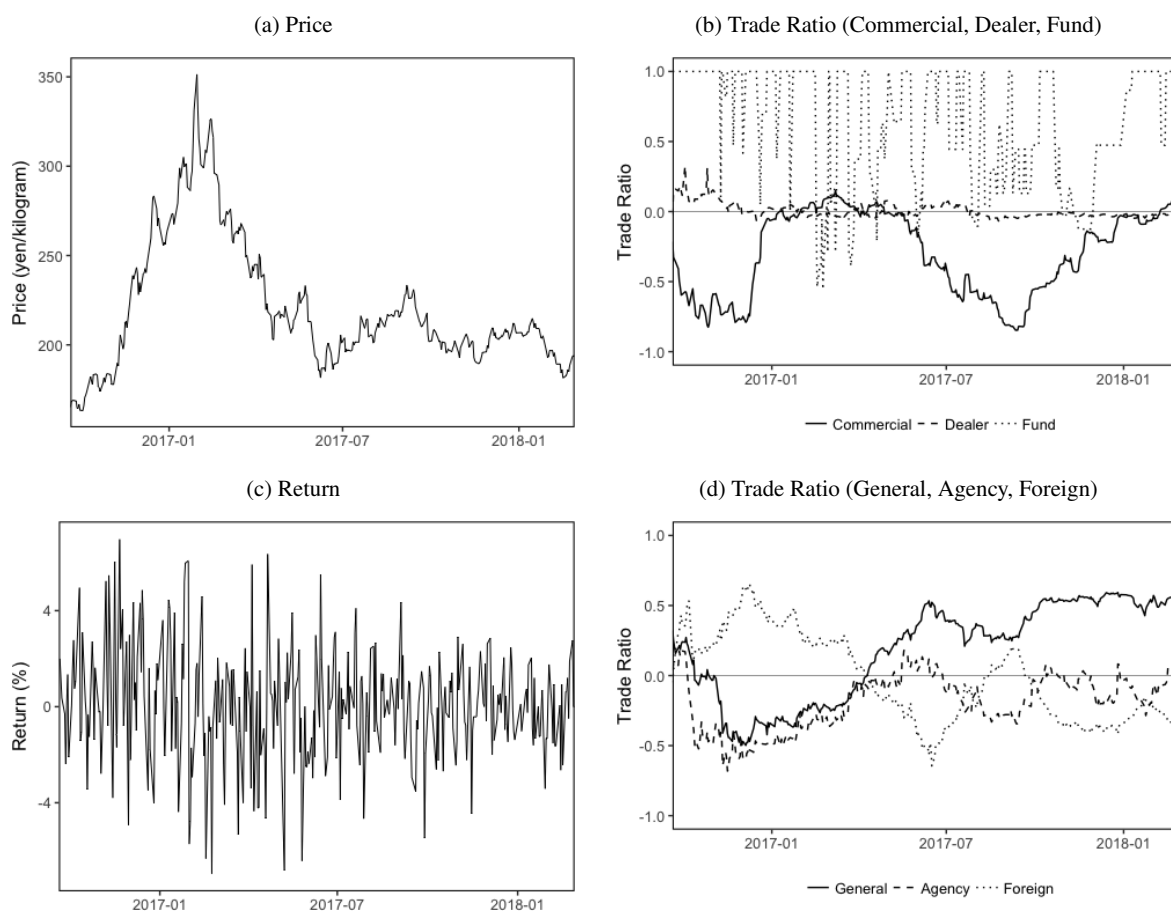 (a) Price
Price (yen/kilogram)
350
300
250
200
2017-01 2017-07 2018-01
(b) Trade Ratio (Commercial, Dealer, Fund)
Trade Ratio
1.0
0.5
0.0
-0.5
-1.0
2017-01 2017-07 2018-01
Commercial Dealer Fund
(c) Return
Return (%)
4
0
-4
2017-01 2017-07 2018-01
(d) Trade Ratio (General, Agency, Foreign)
Trade Ratio
1.0
0.5
0.0
-0.5
-1.0
2017-01 2017-07 2018-01
General Agency Foreign